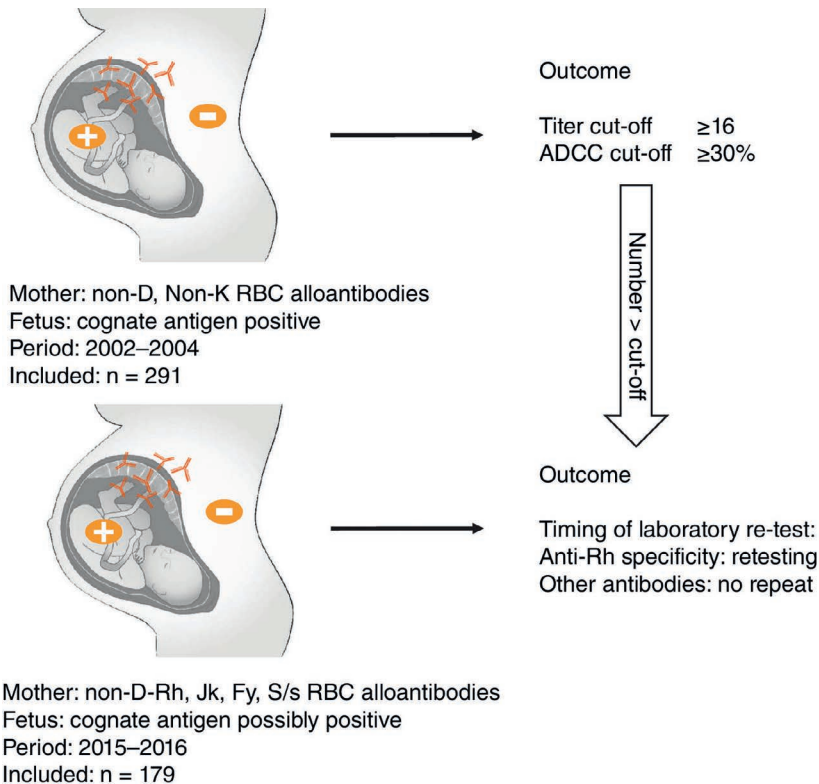 Outcome
Titer cut-off ≥16
ADCC cut-off ≥30%
+
−
Mother: non-D, Non-K RBC alloantibodies
Fetus: cognate antigen positive
Period: 2002–2004
Included: n = 291
Number > cut-off
+
−
Outcome
Timing of laboratory re-test:
Anti-Rh specificity: retesting
Other antibodies: no repeat
Mother: non-D-Rh, Jk, Fy, S/s RBC alloantibodies
Fetus: cognate antigen possibly positive
Period: 2015–2016
Included: n = 179